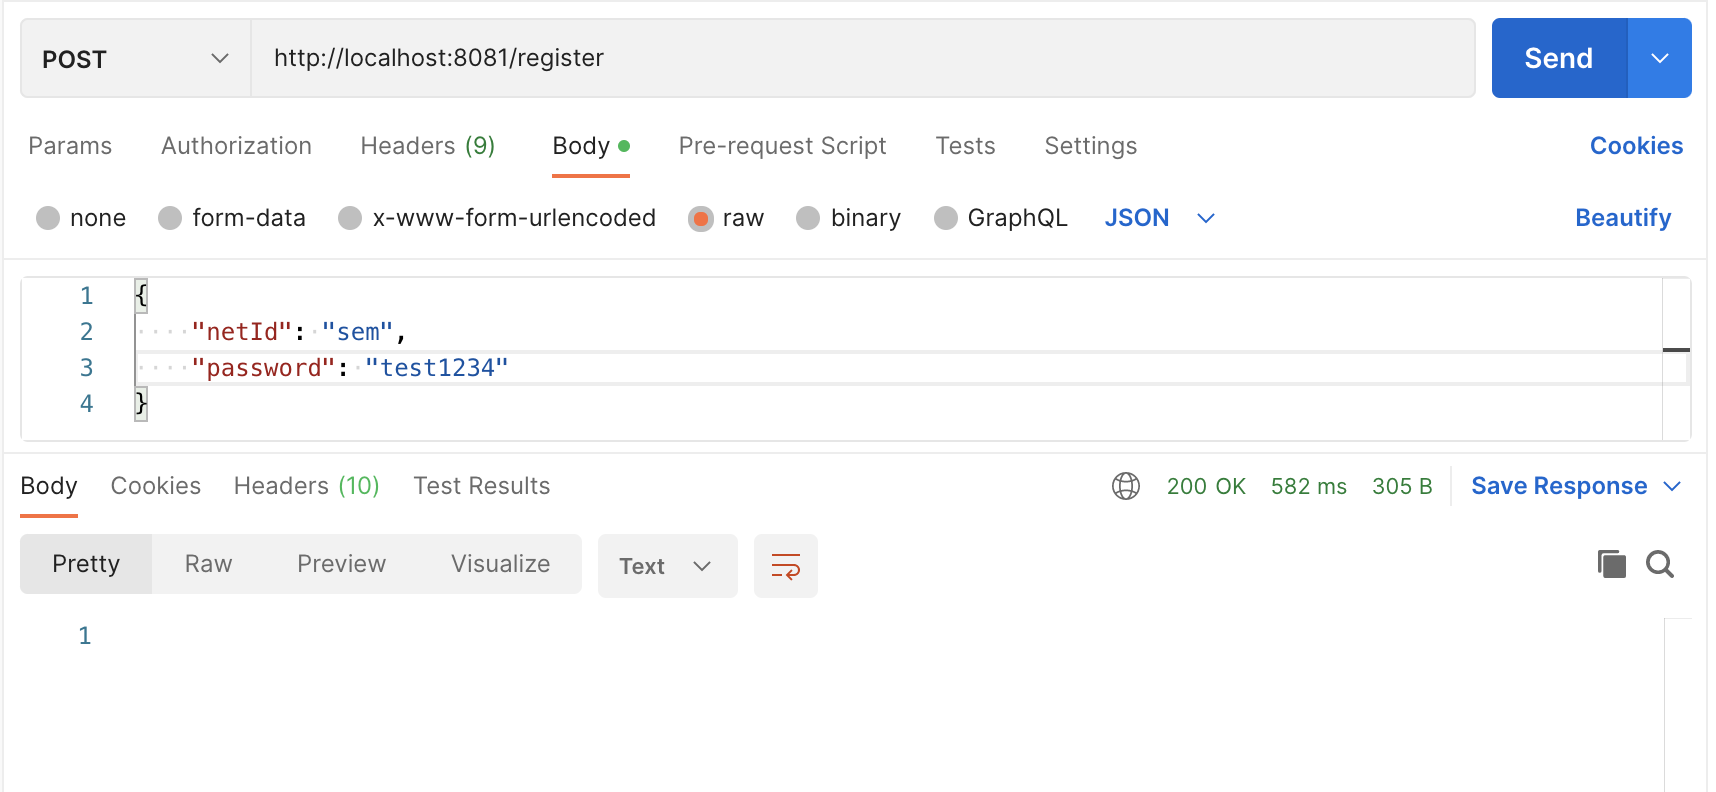 POST http://localhost:8081/register Send
Params Authorization Headers (9) Body Pre-request Script Tests Settings Cookies
none form-data x-www-form-urlencoded raw binary GraphQL JSON Beautify
1 {
2 "netId": "sem",
3 "password": "test1234"
4 }
Body Cookies Headers (10) Test Results 200 OK 582 ms 305 B Save Response
Pretty Raw Preview Visualize Text
1